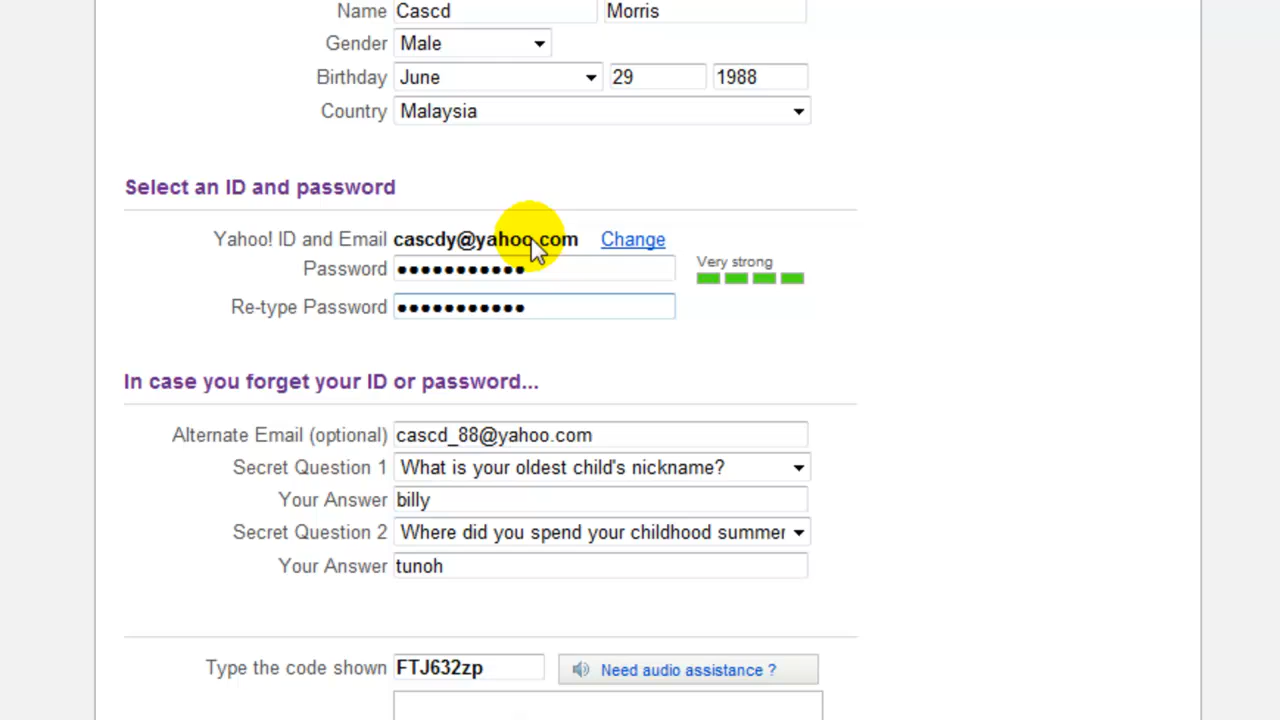 Name Cascd Morris
Gender Male
Birthday June 29 1988
Country Malaysia
Select an ID and password
Yahoo! ID and Email cascdy@yahoo.com Change
Very strong
Password ●●●●●●●●●●●
Re-type Password ●●●●●●●●●●●
In case you forget your ID or password...
Alternate Email (optional) cascd_88@yahoo.com
Secret Question 1 What is your oldest child's nickname?
Your Answer billy
Secret Question 2 Where did you spend your childhood summer
Your Answer tunoh
Type the code shown FTJ632zp Need audio assistance ?